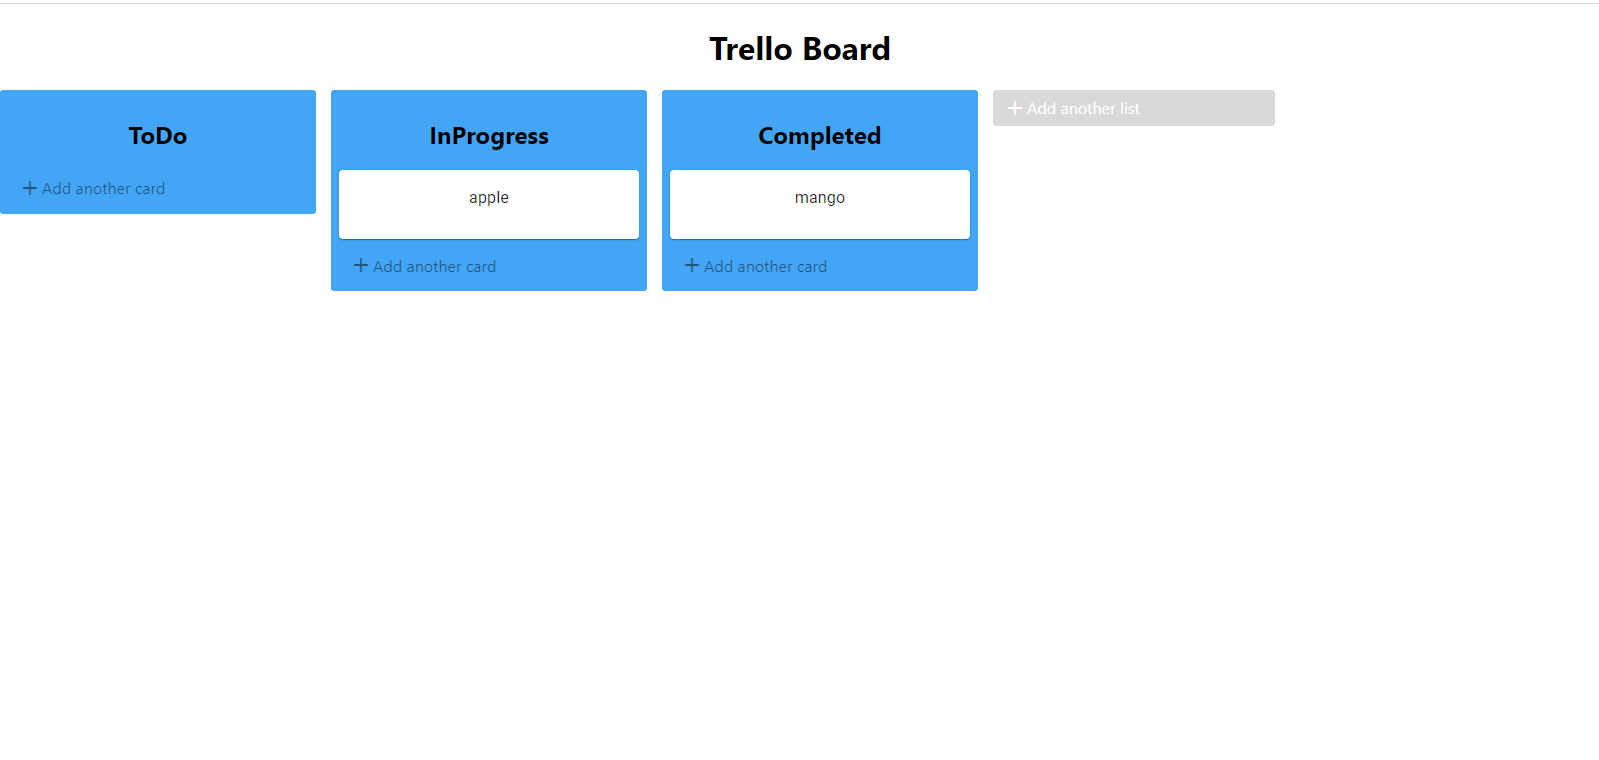 Trello Board
ToDo
Add another card
InProgress
apple
Add another card
Completed
mango
Add another card
Add another list